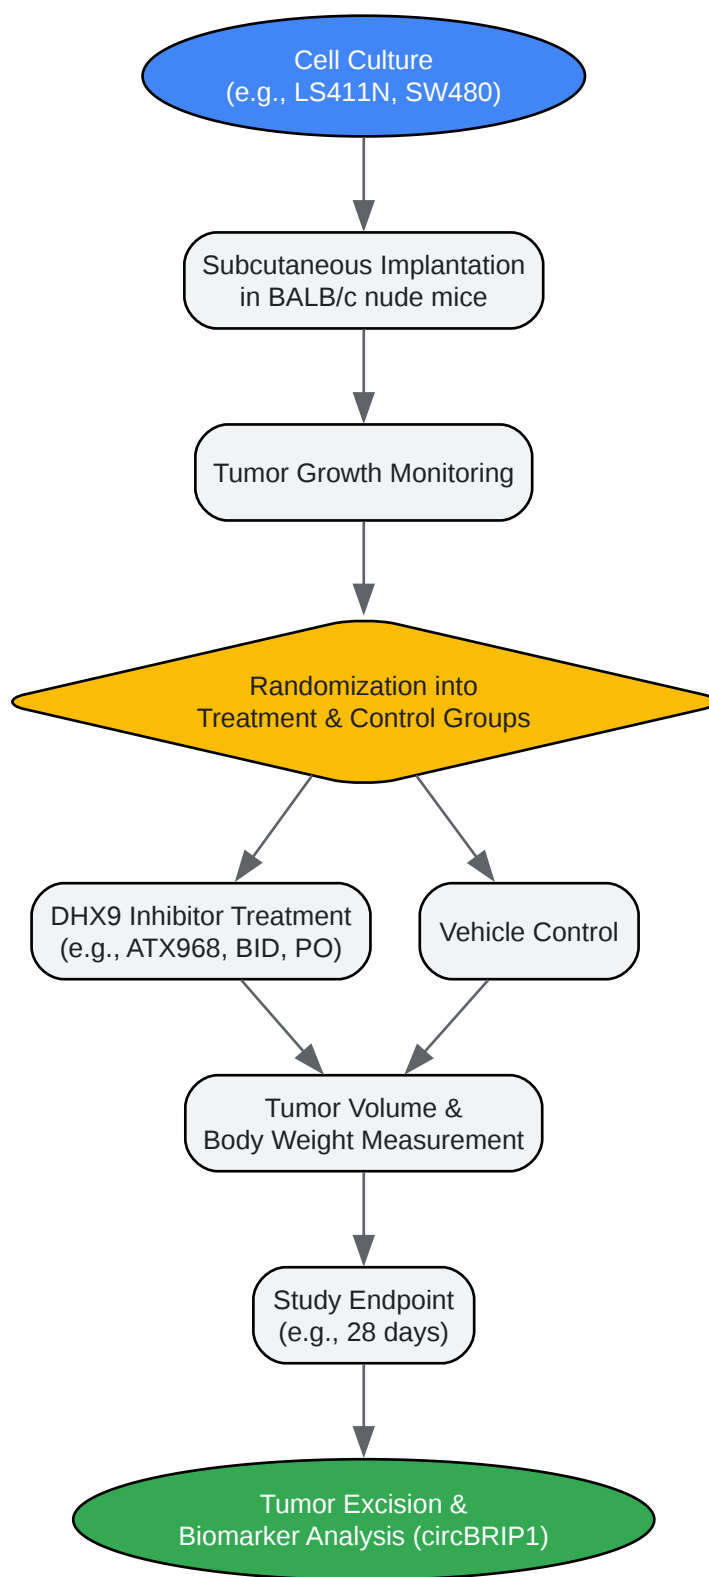 Cell Culture
(e.g., LS411N, SW480)
Subcutaneous Implantation
in BALB/c nude mice
Tumor Growth Monitoring
Randomization into
Treatment & Control Groups
DHX9 Inhibitor Treatment
(e.g., ATX968, BID, PO)
Vehicle Control
Tumor Volume &
Body Weight Measurement
Study Endpoint
(e.g., 28 days)
Tumor Excision &
Biomarker Analysis (circBRIP1)